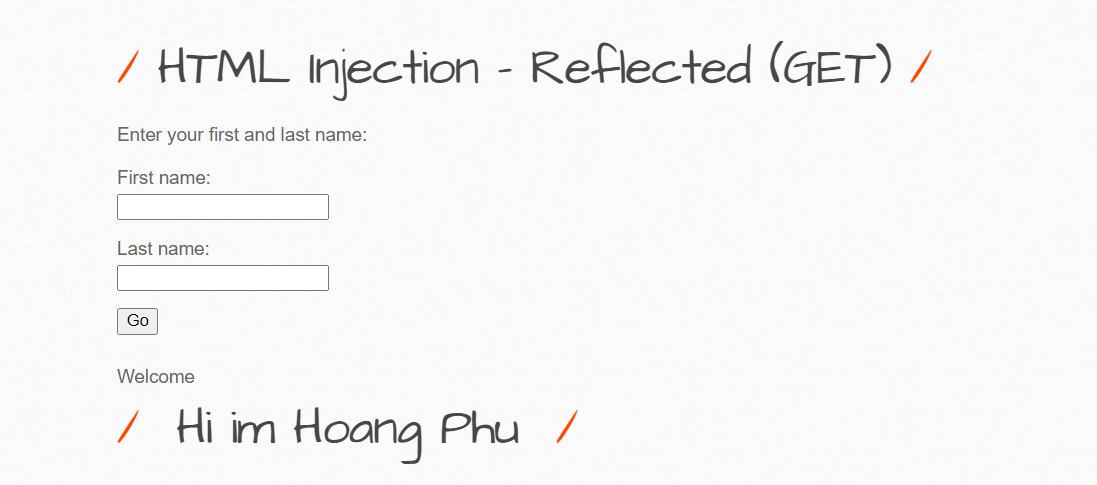 / HTML Injection - Reflected (GET) /
Enter your first and last name:
First name:
Last name:
Go
Welcome
/ Hi im Hoang Phu /